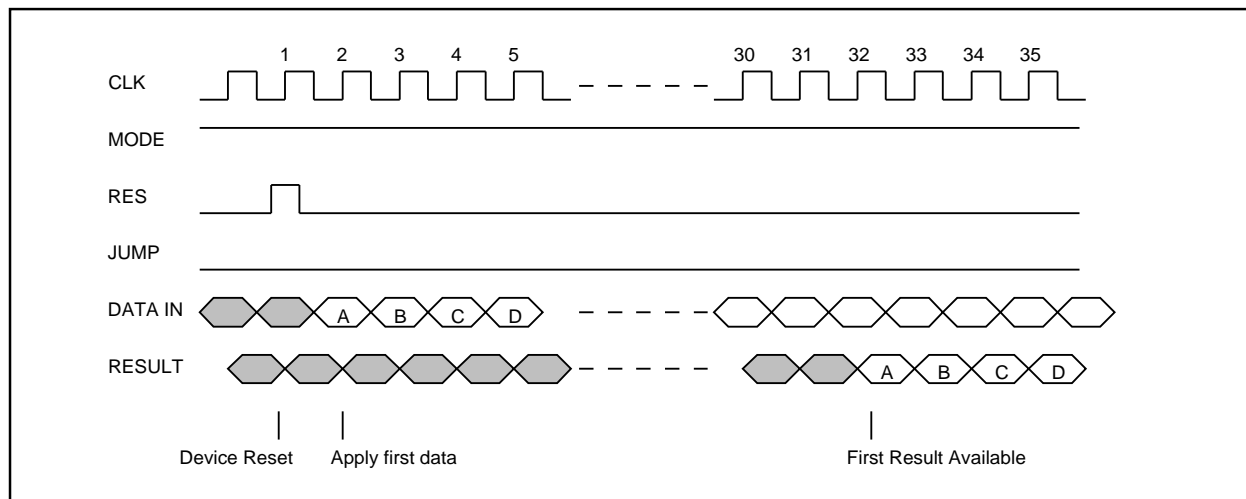 1 2 3 4 5 30 31 32 33 34 35
CLK
MODE
RES
JUMP
DATA IN A B C D
RESULT A B C D
Device Reset Apply first data First Result Available